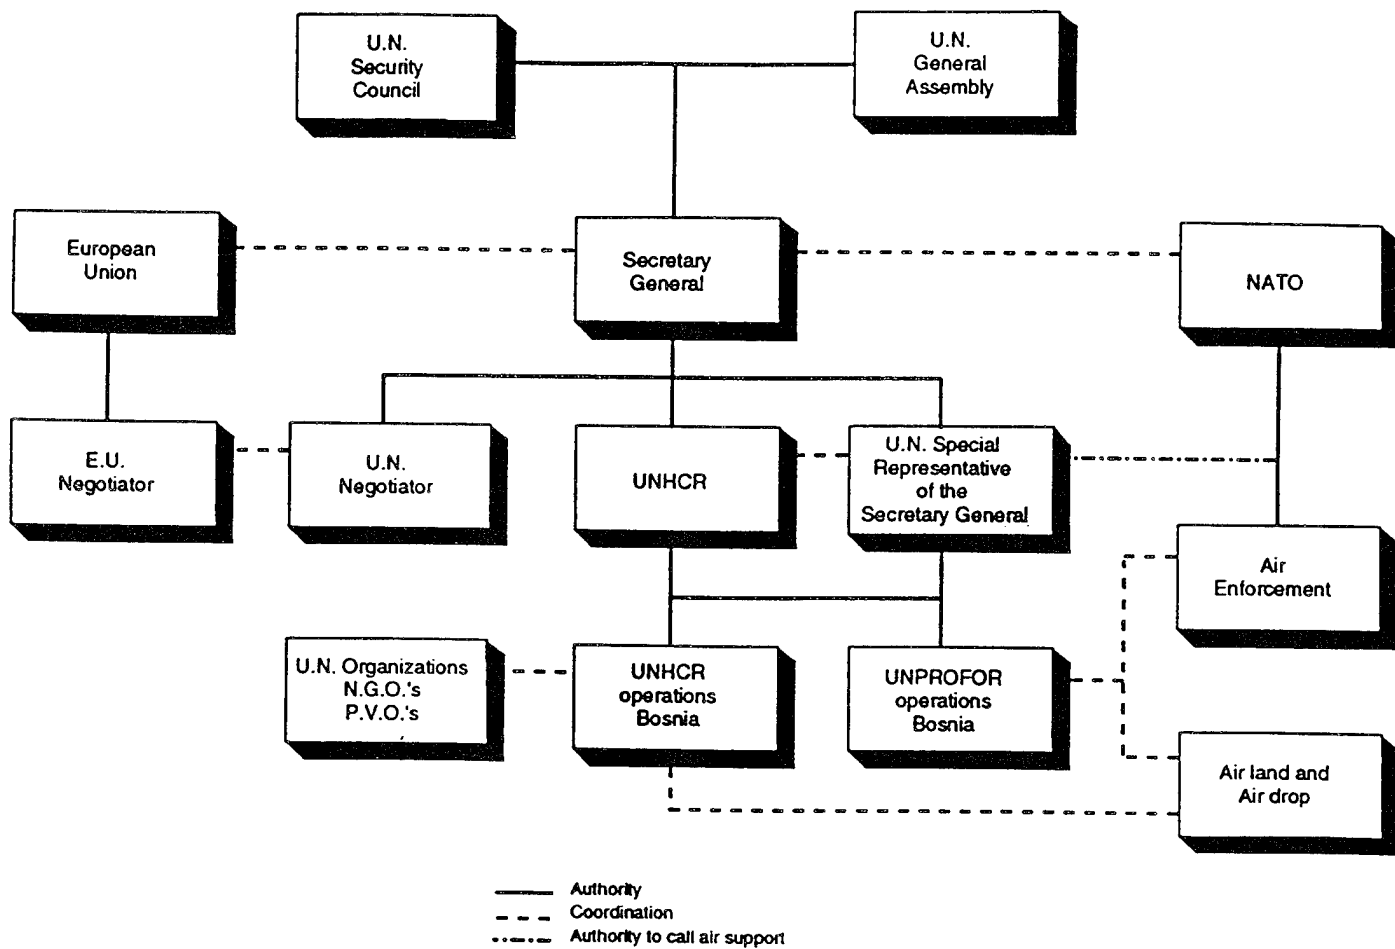 U.N.
Security
Council
U.N.
General
Assembly
European
Union
Secretary
General
NATO
E.U.
Negotiator
U.N.
Negotiator
UNHCR
U.N. Special
Representative
of the
Secretary General
Air
Enforcement
U.N. Organizations
N.G.O.'s
P.V.O.'s
UNHCR
operations
Bosnia
UNPROFOR
operations
Bosnia
Air land and
Air drop
Authority
Coordination
Authority to call air support